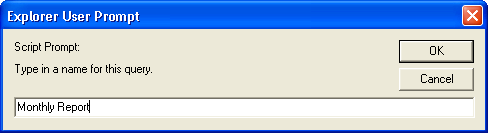 Explorer User Prompt
Script Prompt:
OK
Type in a name for this query.
Cancel
Monthly Report